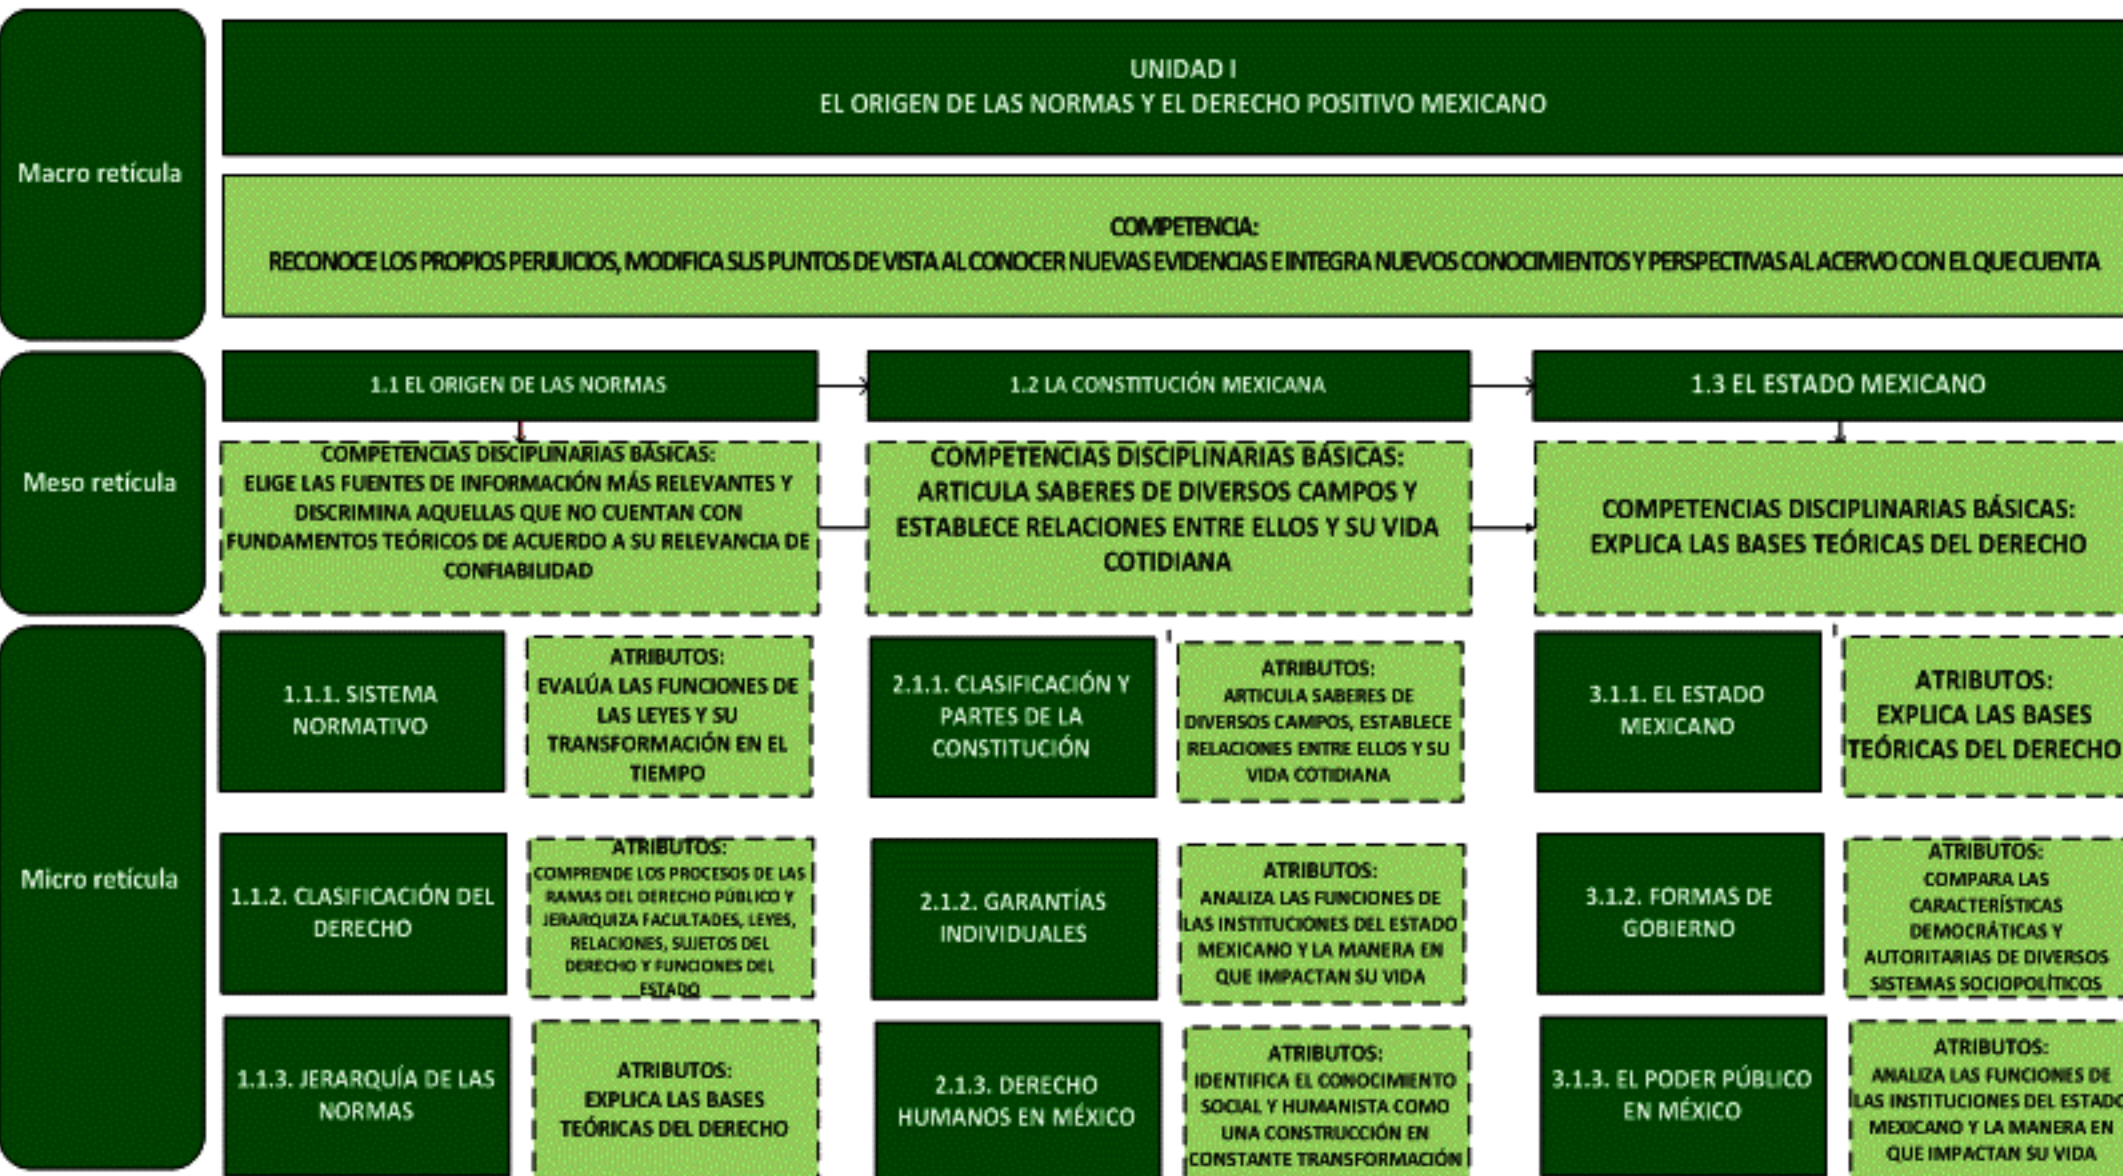 Macro retícula
UNIDAD I
EL ORIGEN DE LAS NORMAS Y EL DERECHO POSITIVO MEXICANO
COMPETENCIA:
RECONOCE LOS PROPIOS PERJUICIOS, MODIFICA SUS PUNTOS DE VISTA AL CONOCER NUEVAS EVIDENCIAS E INTEGRA NUEVOS CONOCIMIENTOS Y PERSPECTIVAS AL ACERVO CON EL QUE CUENTA
Meso retícula
1.1 EL ORIGEN DE LAS NORMAS
1.2 LA CONSTITUCIÓN MEXICANA
1.3 EL ESTADO MEXICANO
COMPETENCIAS DISCIPLINARIAS BÁSICAS:
ELIGE LAS FUENTES DE INFORMACIÓN MÁS RELEVANTES Y
DISCRIMINA AQUELLAS QUE NO CUENTAN CON
FUNDAMENTOS TEÓRICOS DE ACUERDO A SU RELEVANCIA DE
CONFIABILIDAD
COMPETENCIAS DISCIPLINARIAS BÁSICAS:
ARTICULA SABERES DE DIVERSOS CAMPOS Y
ESTABLECE RELACIONES ENTRE ELLOS Y SU VIDA
COTIDIANA
COMPETENCIAS DISCIPLINARIAS BÁSICAS:
EXPLICA LAS BASES TEÓRICAS DEL DERECHO
Micro retícula
1.1.1. SISTEMA
NORMATIVO
ATRIBUTOS:
EVALÚA LAS FUNCIONES DE
LAS LEYES Y SU
TRANSFORMACIÓN EN EL
TIEMPO
2.1.1. CLASIFICACIÓN Y
PARTES DE LA
CONSTITUCIÓN
ATRIBUTOS:
ARTICULA SABERES DE
DIVERSOS CAMPOS, ESTABLECE
RELACIONES ENTRE ELLOS Y SU
VIDA COTIDIANA
3.1.1. EL ESTADO
MEXICANO
ATRIBUTOS:
EXPLICA LAS BASES
TEÓRICAS DEL DERECHO
1.1.2. CLASIFICACIÓN DEL
DERECHO
ATRIBUTOS:
COMPRENDE LOS PROCESOS DE LAS
RAMAS DEL DERECHO PÚBLICO Y
JERARQUIZA FACULTADES, LEYES,
RELACIONES, SUJETOS DEL
DERECHO Y FUNCIONES DEL
ESTADO
2.1.2. GARANTÍAS
INDIVIDUALES
ATRIBUTOS:
ANALIZA LAS FUNCIONES DE
LAS INSTITUCIONES DEL ESTADO
MEXICANO Y LA MANERA EN
QUE IMPACTAN SU VIDA
3.1.2. FORMAS DE
GOBIERNO
ATRIBUTOS:
COMPARA LAS
CARACTERÍSTICAS
DEMOCRÁTICAS Y
AUTORITARIAS DE DIVERSOS
SISTEMAS SOCIOPOLÍTICOS
1.1.3. JERARQUÍA DE LAS
NORMAS
ATRIBUTOS:
EXPLICA LAS BASES
TEÓRICAS DEL DERECHO
2.1.3. DERECHO
HUMANOS EN MÉXICO
ATRIBUTOS:
IDENTIFICA EL CONOCIMIENTO
SOCIAL Y HUMANISTA COMO
UNA CONSTRUCCIÓN EN
CONSTANTE TRANSFORMACIÓN
3.1.3. EL PODER PÚBLICO
EN MÉXICO
ATRIBUTOS:
ANALIZA LAS FUNCIONES DE
LAS INSTITUCIONES DEL ESTADO
MEXICANO Y LA MANERA EN
QUE IMPACTAN SU VIDA